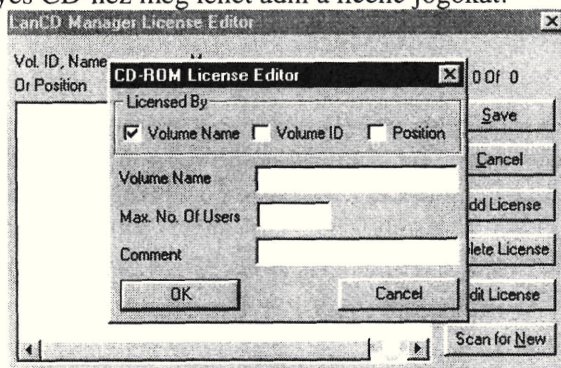 CD-hez meg lehet adni a
jogokat.
LanCD Manager License Editor
Vol. ID, Name
Or Position
0 Of 0
CD-ROM License Editor
Licensed By
Volume Name
Volume ID
Position
Volume Name
Max. No. Of Users
Comment
OK
Cancel
Save
Cancel
dd License
lete License
dit License
Scan for New